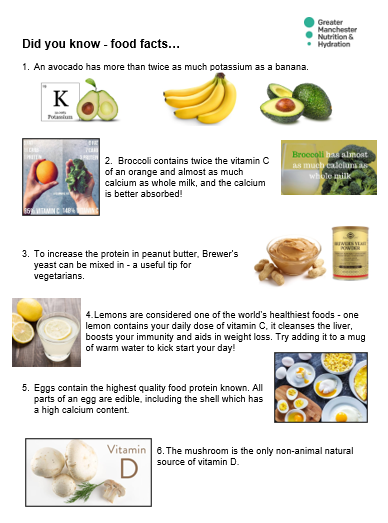 Greater
Manchester
Nutrition &
Hydration
Did you know - food facts…
1. An avocado has more than twice as much potassium as a banana.
K
Potassium
2. Broccoli contains twice the vitamin C
of an orange and almost as much
calcium as whole milk, and the calcium
is better absorbed!
Broccoli has almost
as much calcium as
whole milk
3. To increase the protein in peanut butter, Brewer's
yeast can be mixed in - a useful tip for
vegetarians.
BREWERS YEAST
POWDER
4.Lemons are considered one of the world's healthiest foods - one
lemon contains your daily dose of vitamin C, it cleanses the liver,
boosts your immunity and aids in weight loss. Try adding it to a mug
of warm water to kick start your day!
5. Eggs contain the highest quality food protein known. All
parts of an egg are edible, including the shell which has
a high calcium content.
Vitamin
D
6.The mushroom is the only non-animal natural
source of vitamin D.